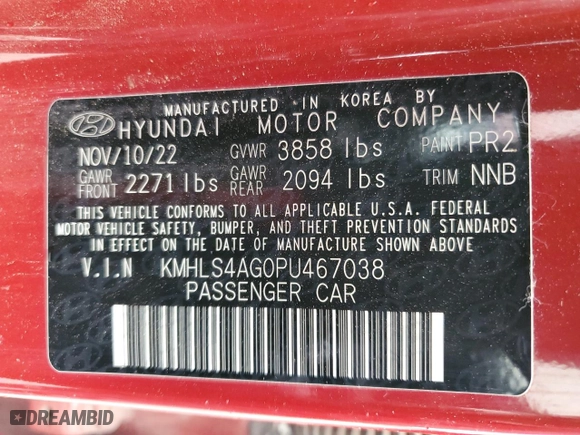 MANUFACTURED IN KOREA BY
HYUNDAI MOTOR COMPANY
NOV/10/22 GVWR 3858 lbs PAINT PR2
GAWR FRONT 2271 lbs GAWR REAR 2094 lbs TRIM NNB
THIS VEHICLE CONFORMS TO ALL APPLICABLE U.S.A. FEDERAL
MOTOR VEHICLE SAFETY, BUMPER, AND THEFT PREVENTION STANDARDS
IN EFFECT ON THE DATE OF MANUFACTURE SHOWN ABOVE
V.I.N KMHLS4AG0PU467038
PASSENGER CAR
DREAMBID